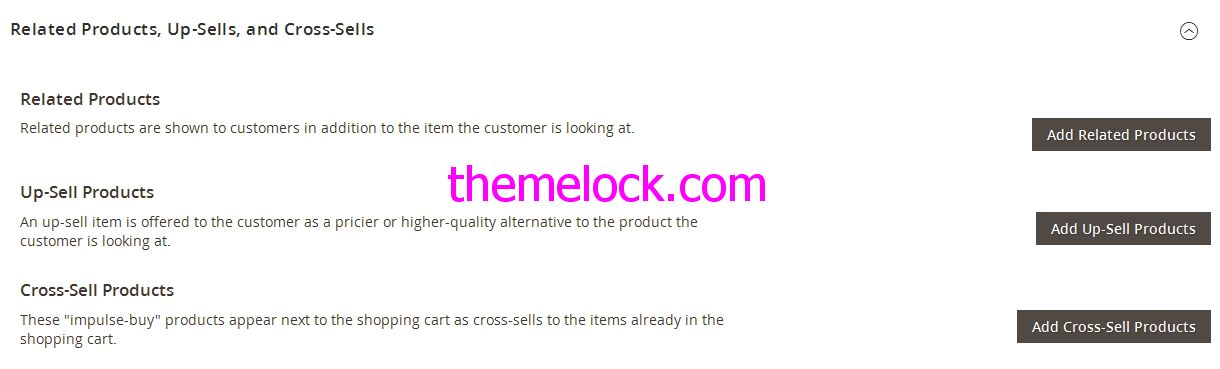 Related Products, Up-Sells, and Cross-Sells
Related Products
Related products are shown to customers in addition to the item the customer is looking at.
Add Related Products
themelock.com
Up-Sell Products
An up-sell item is offered to the customer as a pricier or higher-quality alternative to the product the
customer is looking at.
Add Up-Sell Products
Cross-Sell Products
These "impulse-buy" products appear next to the shopping cart as cross-sells to the items already in the
shopping cart.
Add Cross-Sell Products